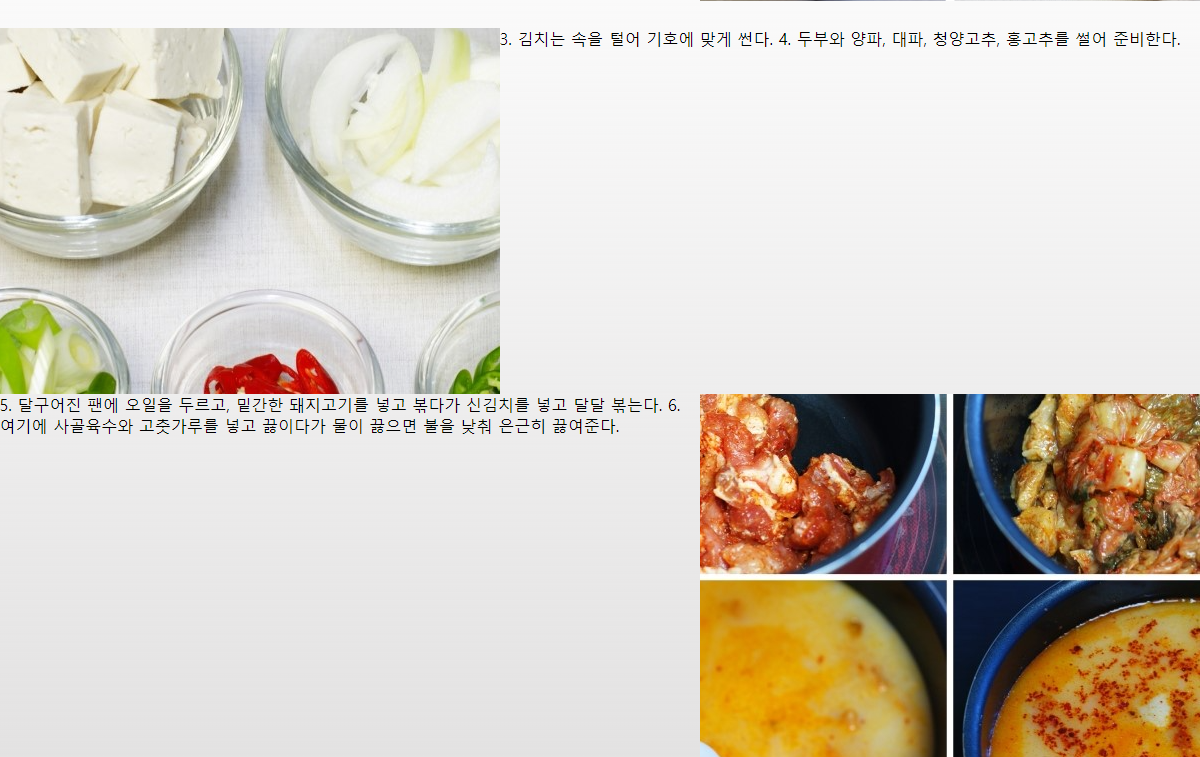 3. 김치는 속을 털어 기호에 맞게 썬다. 4. 두부와 양파, 대파, 청양고추, 홍고추를 썰어 준비한다.
5. 달구어진 팬에 오일을 두르고, 밑간한 돼지고기를 넣고 볶다가 신김치를 넣고 달달 볶는다. 6.
여기에 사골육수와 고춧가루를 넣고 끓이다가 물이 끓으면 불을 낮춰 은근히 끓여준다.